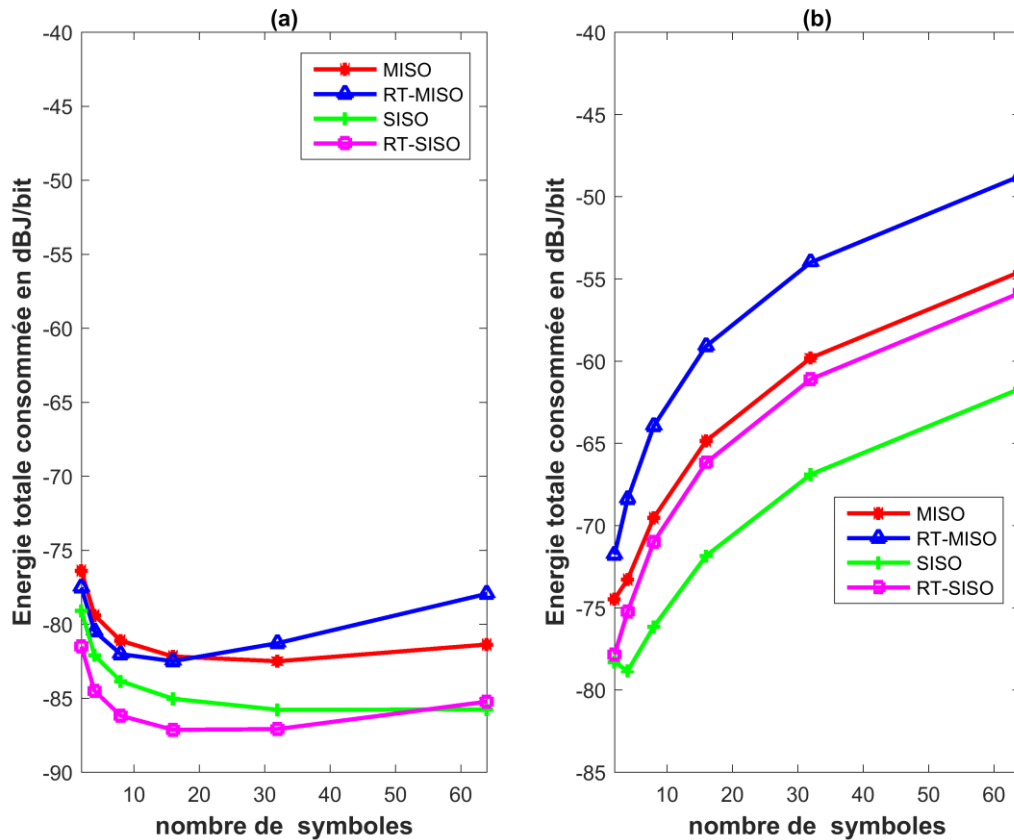 (a)
-40
-45
-50
-55
-60
-65
-70
-75
-80
-85
-90
Energie totale consommée en dBJ/bit
MISO
RT-MISO
SISO
RT-SISO
10
20
30
40
50
60
nombre de symboles
(b)
-40
-45
-50
-55
-60
-65
-70
-75
-80
-85
Energie totale consommée en dBJ/bit
MISO
RT-MISO
SISO
RT-SISO
10
20
30
40
50
60
nombre de symboles